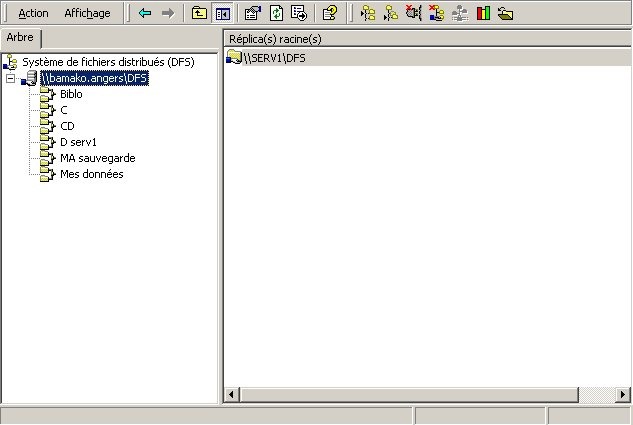 Action Affichage
Arbre
Système de fichiers distribués (DFS)
\\bamako.angers\DFS
Biblo
C
CD
D serv1
MA sauvegarde
Mes données
Réplica(s) racine(s)
\\SERV1\DFS